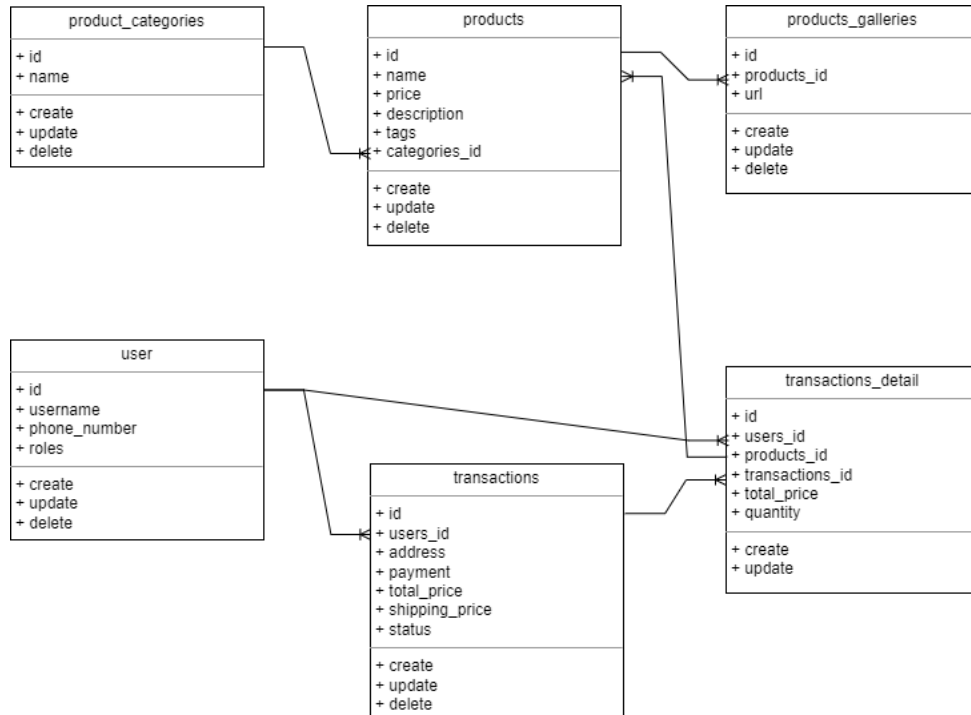 product_categories
+ id
+ name
+ create
+ update
+ delete
products
+ id
+ name
+ price
+ description
+ tags
+ categories_id
+ create
+ update
+ delete
products_galleries
+ id
+ products_id
+ url
+ create
+ update
+ delete
user
+ id
+ username
+ phone_number
+ roles
+ create
+ update
+ delete
transactions
+ id
+ users_id
+ address
+ payment
+ total_price
+ shipping_price
+ status
+ create
+ update
+ delete
transactions_detail
+ id
+ users_id
+ products_id
+ transactions_id
+ total_price
+ quantity
+ create
+ update